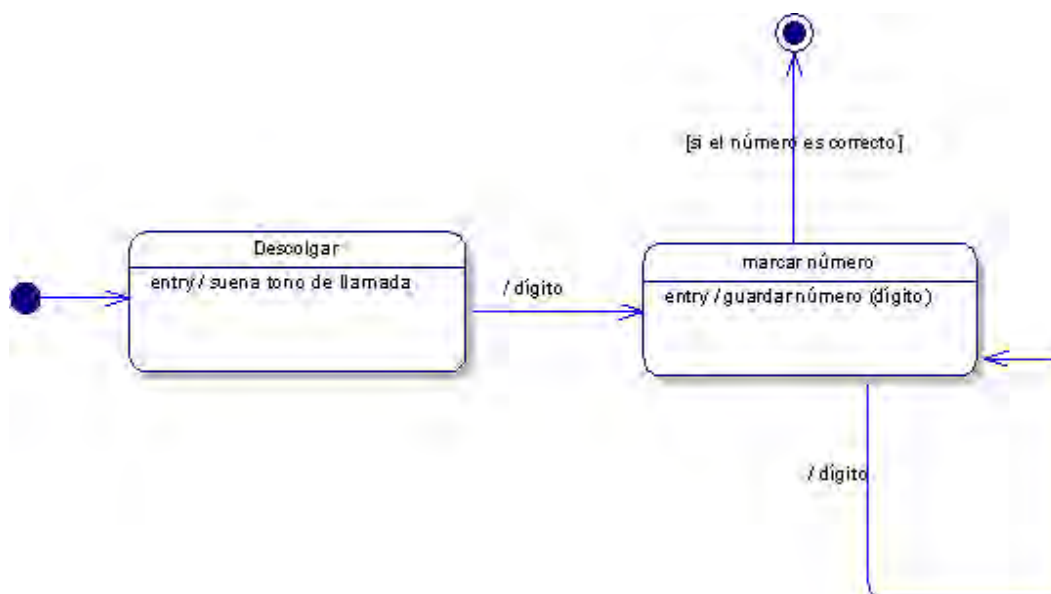 [si el número es correcto]
Descolgar
entry / suena tono de llamada
/ dígito
marcar número
entry / guardar número (dígito)
/ dígito